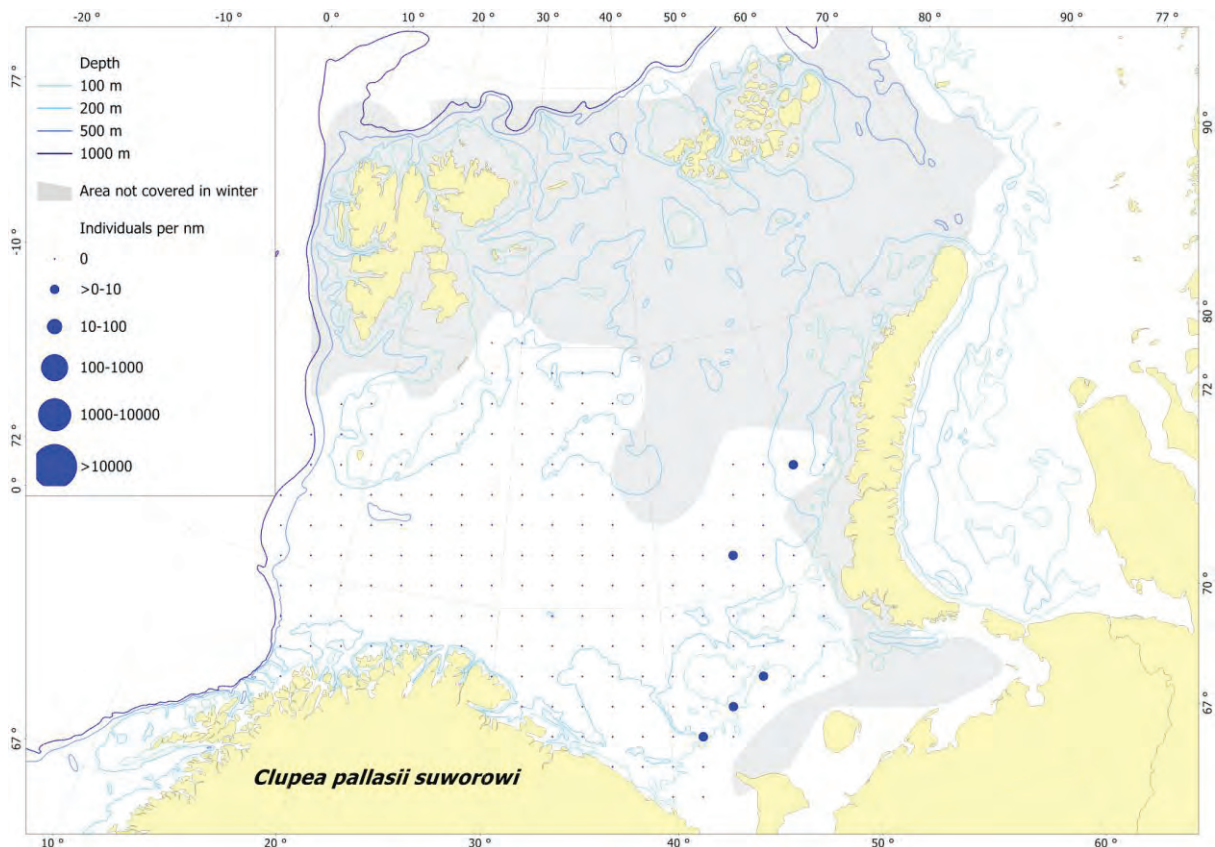 -20 ° -10 ° 0 ° 10 ° 20 ° 30 ° 40 ° 50 ° 60 ° 70 ° 80 ° 90 ° 77 °
77 °
-10 °
72 °
0 °
67 °
Depth
100 m
200 m
500 m
1000 m
Area not covered in winter
Individuals per nm
0
>0-10
10-100
100-1000
1000-10000
>10000
90 °
80 °
72 °
70 °
67 °
Clupea pallasii suworowi
10 ° 20 ° 30 ° 40 ° 50 ° 60 °